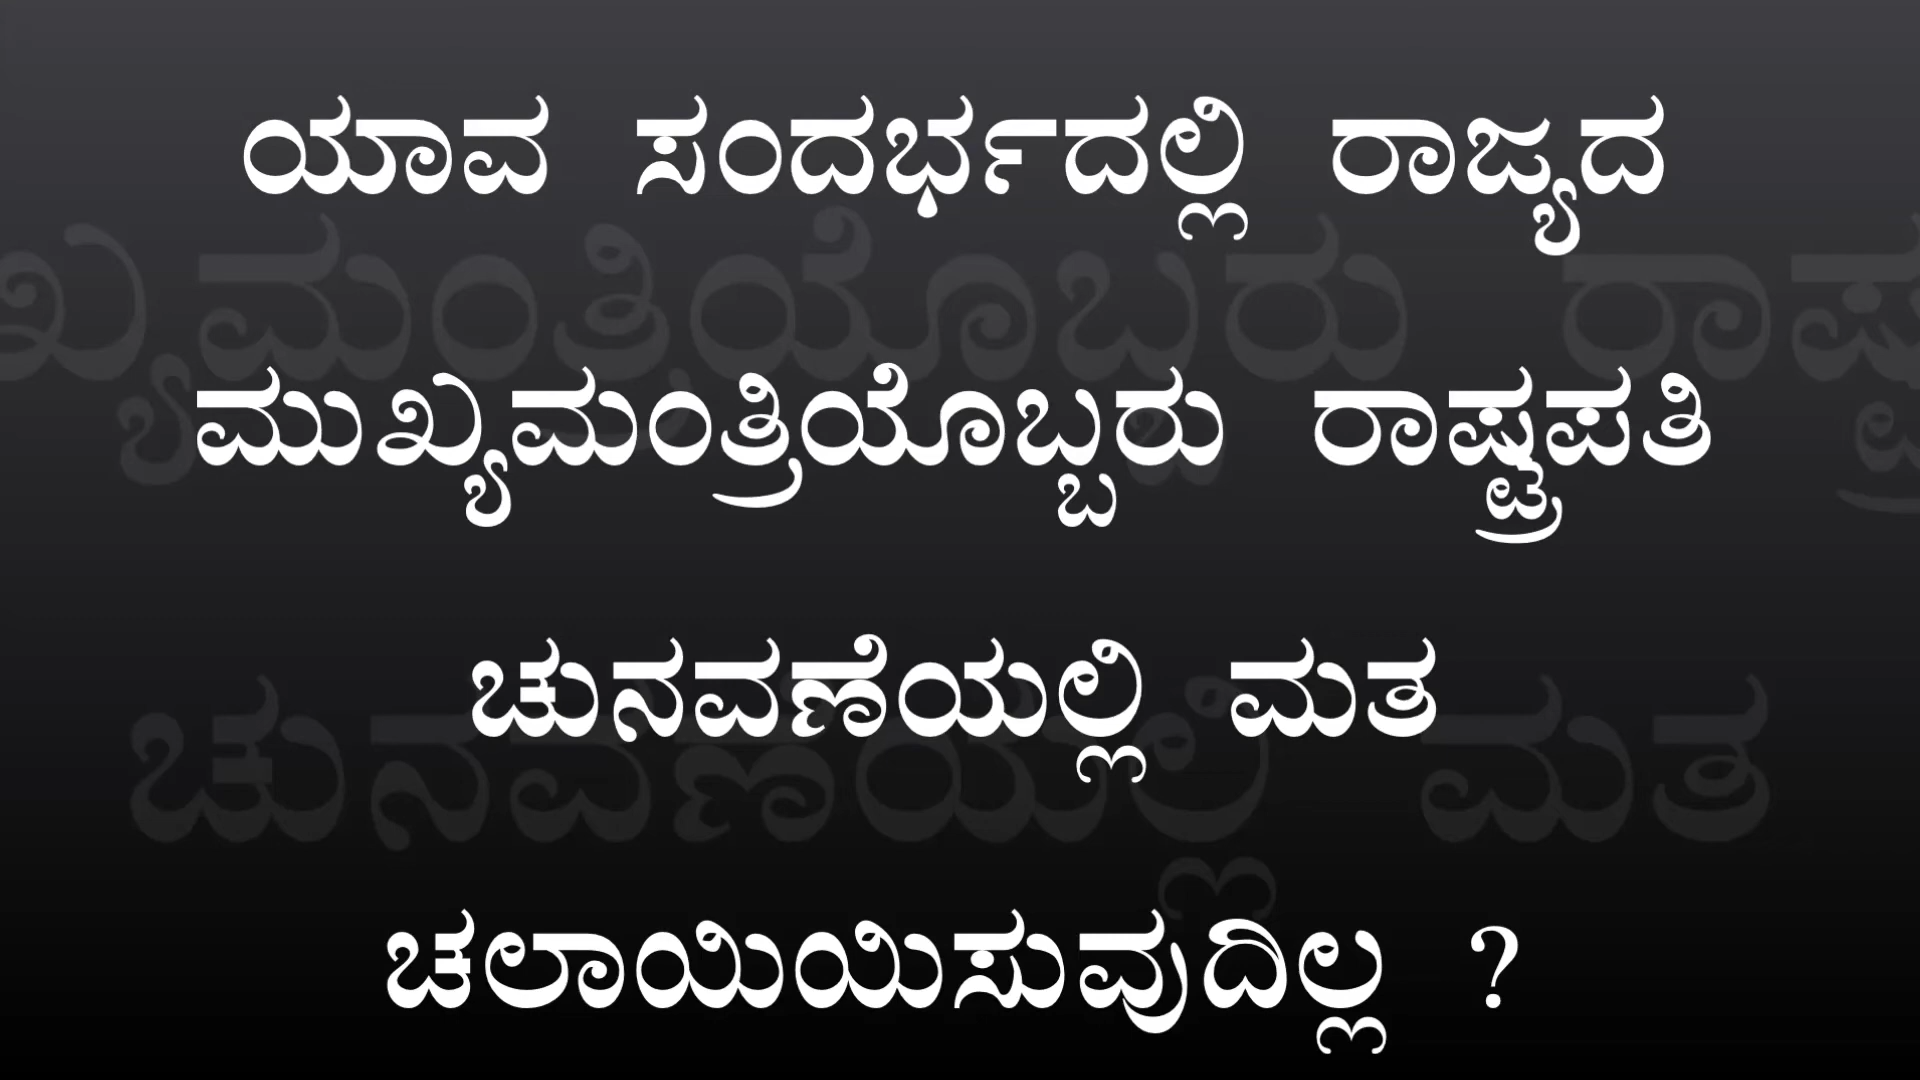 ಯಾವ ಸಂದರ್ಭದಲ್ಲಿ ರಾಜ್ಯದ
ಮುಖ್ಯಮಂತ್ರಿಯೊಬ್ಬರು ರಾಷ್ಟ್ರಪತಿ
ಚುನವಣೆಯಲ್ಲಿ ಮತ
ಚಲಾಯಿಯಿಸುವುದಿಲ್ಲ ?